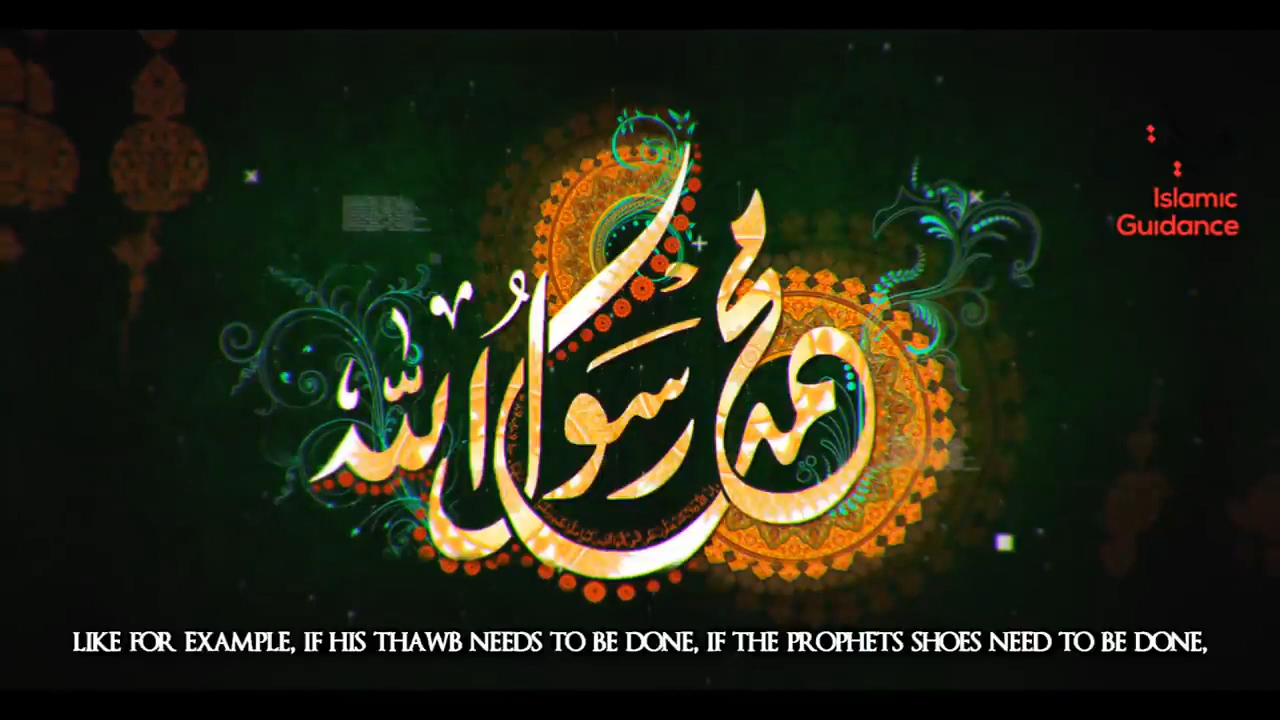 محمد رسول الله
Islamic
Guidance
LIKE FOR EXAMPLE, IF HIS THAWB NEEDS TO BE DONE, IF THE PROPHETS SHOES NEED TO BE DONE,